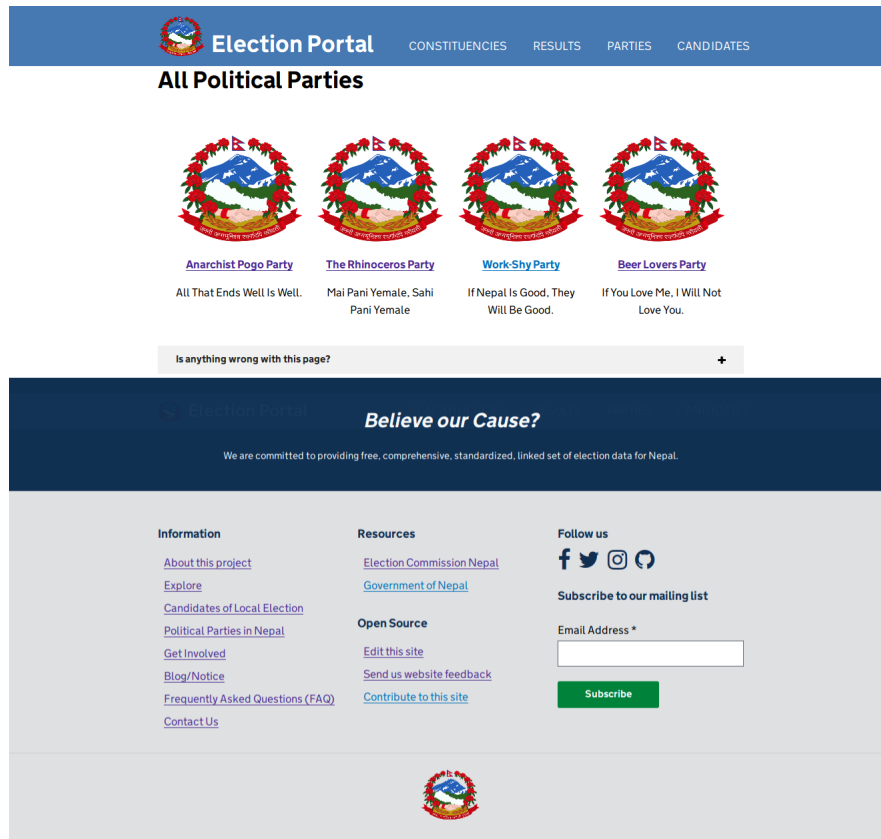 Election Portal
CONSTITUENCIES RESULTS PARTIES CANDIDATES
All Political Parties
Anarchist Pogo Party
All That Ends Well Is Well.
The Rhinoceros Party
Mai Pani Yemale, Sahi
Pani Yemale
Work-Shy Party
If Nepal Is Good, They
Will Be Good.
Beer Lovers Party
If You Love Me, I Will Not
Love You.
Is anything wrong with this page?
Election Portal
Believe our Cause?
We are committed to providing free, comprehensive, standardized, linked set of election data for Nepal.
Information
About this project
Explore
Candidates of Local Election
Political Parties in Nepal
Get Involved
Blog/Notice
Frequently Asked Questions (FAQ)
Contact Us
Resources
Election Commission Nepal
Government of Nepal
Open Source
Edit this site
Send us website feedback
Contribute to this site
Follow us
Subscribe to our mailing list
Email Address *
Subscribe